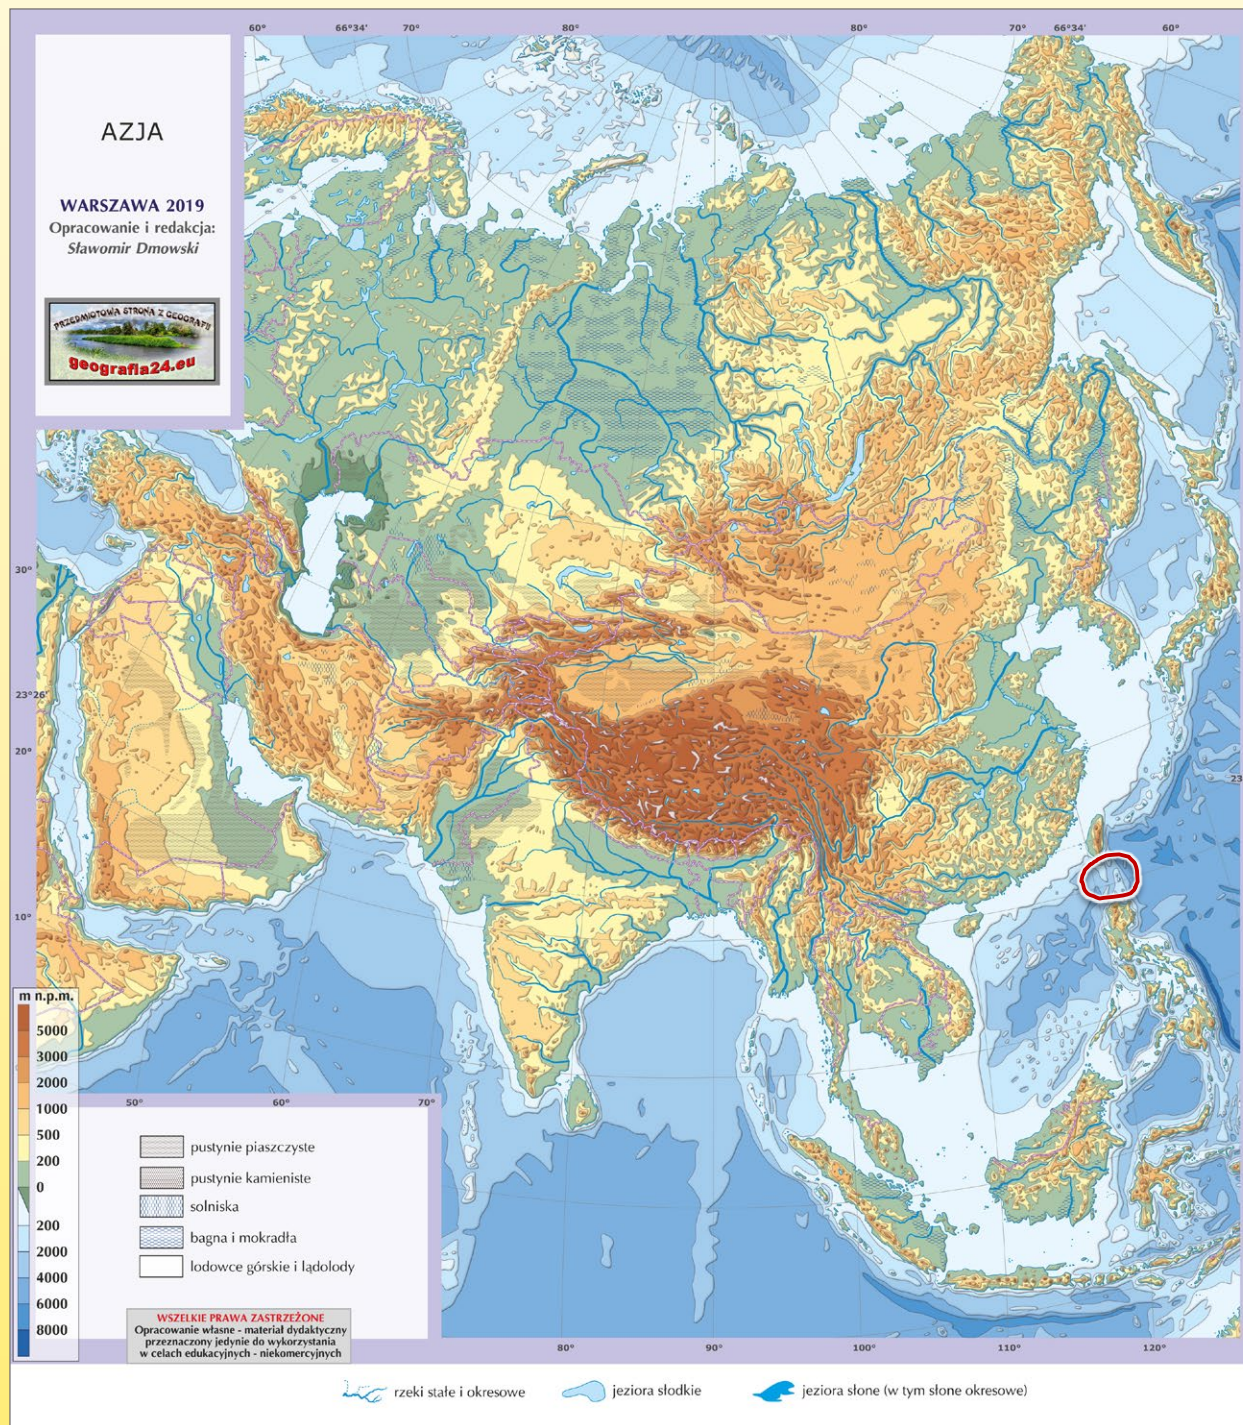 60°
66°34'
70°
80°
80°
70°
66°34'
60°
AZJA
WARSZAWA 2019
Opracowanie i redakcja:
Sławomir Dmowski
PRZEDMIOTOWA STRONA Z GEOGRAFII
geografia24.eu
30°
23°26'
20°
23
10°
m n.p.m.
5000
3000
2000
1000
500
200
0
200
2000
4000
6000
8000
50°
60°
70°
pustynie piaszczyste
pustynie kamieniste
soliska
bagna i mokradła
lodowce górskie i lądolody
WSZELKIE PRAWA ZASTRZEŻONE
Opracowanie własne - materiał dydaktyczny
przeznaczony jedynie do wykorzystania
w celach edukacyjnych - niekomercyjnych
80°
90°
100°
110°
120°
rzeki stałe i okresowe
jeziora słodkie
jeziora słone (w tym słone okresowe)